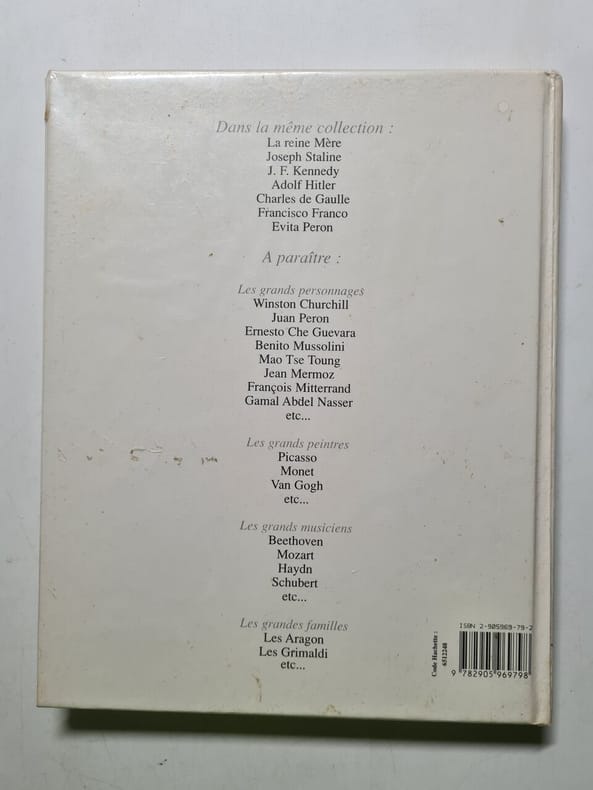 Dans la même collection :
La reine Mère
Joseph Staline
J. F. Kennedy
Adolf Hitler
Charles de Gaulle
Francisco Franco
Evita Peron
A paraître :
Les grands personnages
Winston Churchill
Juan Peron
Ernesto Che Guevara
Benito Mussolini
Mao Tse Toung
Jean Mermoz
François Mitterrand
Gamal Abdel Nasser
etc...
Les grands peintres
Picasso
Monet
Van Gogh
etc...
Les grands musiciens
Beethoven
Mozart
Haydn
Schubert
etc...
Les grandes familles
Les Aragon
Les Grimaldi
etc...
ISBN 2-905969-79-2
Code Hachette :
6512248
9 782905 969798